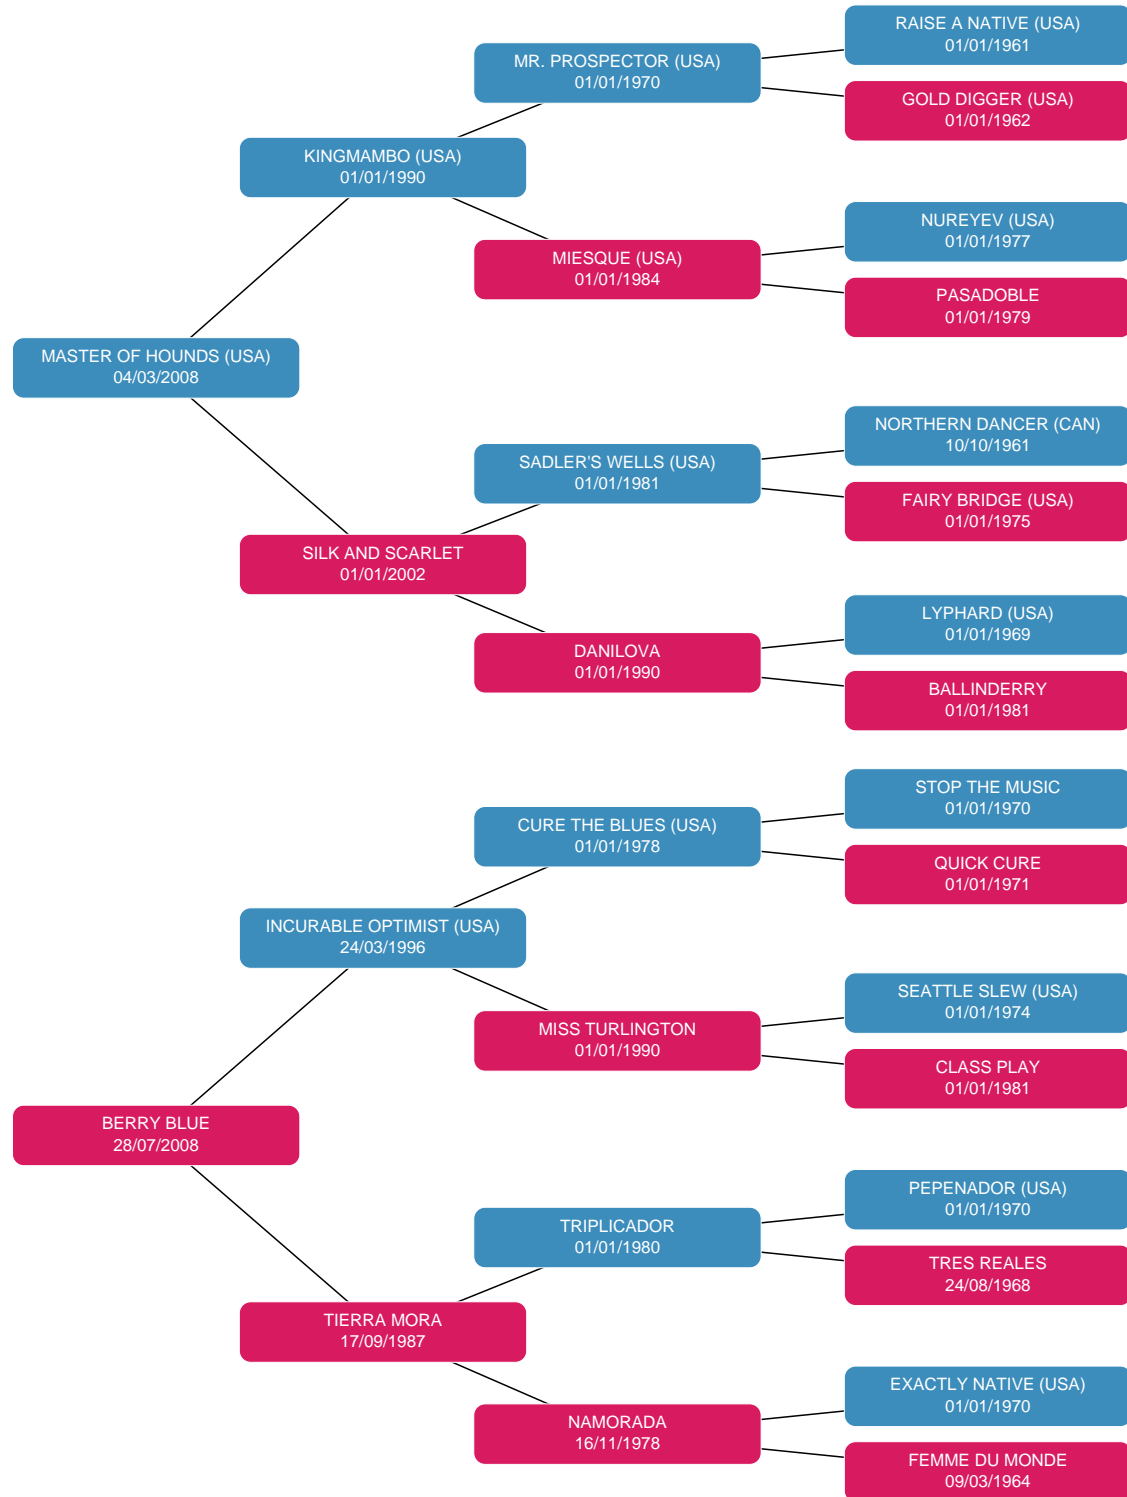 RAISE A NATIVE (USA)
01/01/1961
MR. PROSPECTOR (USA)
01/01/1970
GOLD DIGGER (USA)
01/01/1962
KINGMAMBO (USA)
01/01/1990
NUREYEV (USA)
01/01/1977
MIESQUE (USA)
01/01/1984
PASADOBLE
01/01/1979
MASTER OF HOUNDS (USA)
04/03/2008
NORTHERN DANCER (CAN)
10/10/1961
SADLER'S WELLS (USA)
01/01/1981
FAIRY BRIDGE (USA)
01/01/1975
SILK AND SCARLET
01/01/2002
LYPHARD (USA)
01/01/1969
DANILOVA
01/01/1990
BALLINDERRY
01/01/1981
STOP THE MUSIC
01/01/1970
CURE THE BLUES (USA)
01/01/1978
QUICK CURE
01/01/1971
INCURABLE OPTIMIST (USA)
24/03/1996
SEATTLE SLEW (USA)
01/01/1974
MISS TURLINGTON
01/01/1990
CLASS PLAY
01/01/1981
BERRY BLUE
28/07/2008
PEPENADOR (USA)
01/01/1970
TRIPLICADOR
01/01/1980
TRES REALES
24/08/1968
TIERRA MORA
17/09/1987
EXACTLY NATIVE (USA)
01/01/1970
NAMORADA
16/11/1978
FEMME DU MONDE
09/03/1964